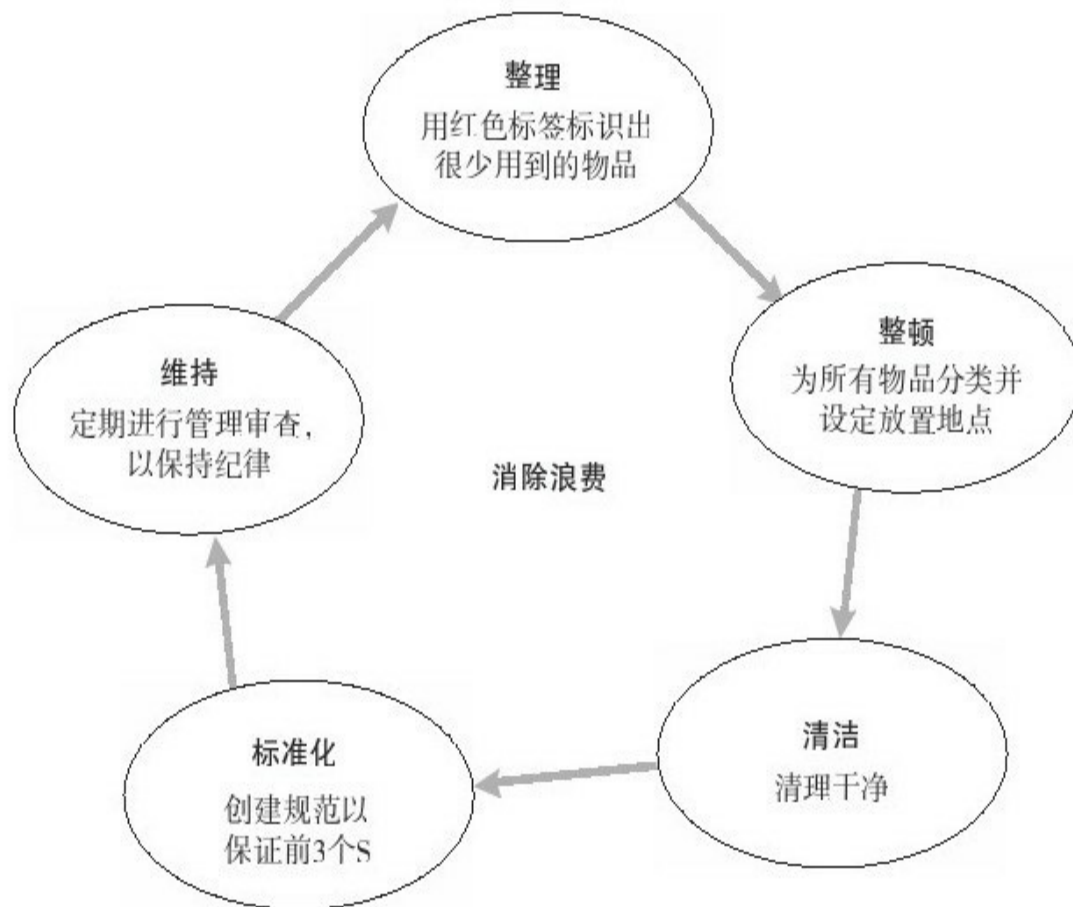 整理
用红色标签标识出
很少用到的物品
整顿
为所有物品分类并
设定放置地点
维持
定期进行管理审查，
以保持纪律
消除浪费
清洁
清理干净
标准化
创建规范以
保证前3个S